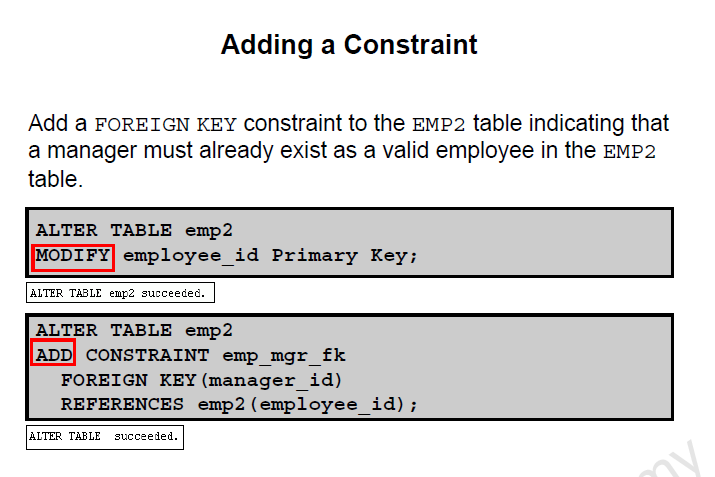 Adding a Constraint
Add a FOREIGN KEY constraint to the EMP2 table indicating that
a manager must already exist as a valid employee in the EMP2
table.
ALTER TABLE emp2
MODIFY employee_id Primary Key;
ALTER TABLE emp2 succeeded.
ALTER TABLE emp2
ADD CONSTRAINT emp_mgr_fk
FOREIGN KEY(manager_id)
REFERENCES emp2(employee_id);
ALTER TABLE  succeeded.